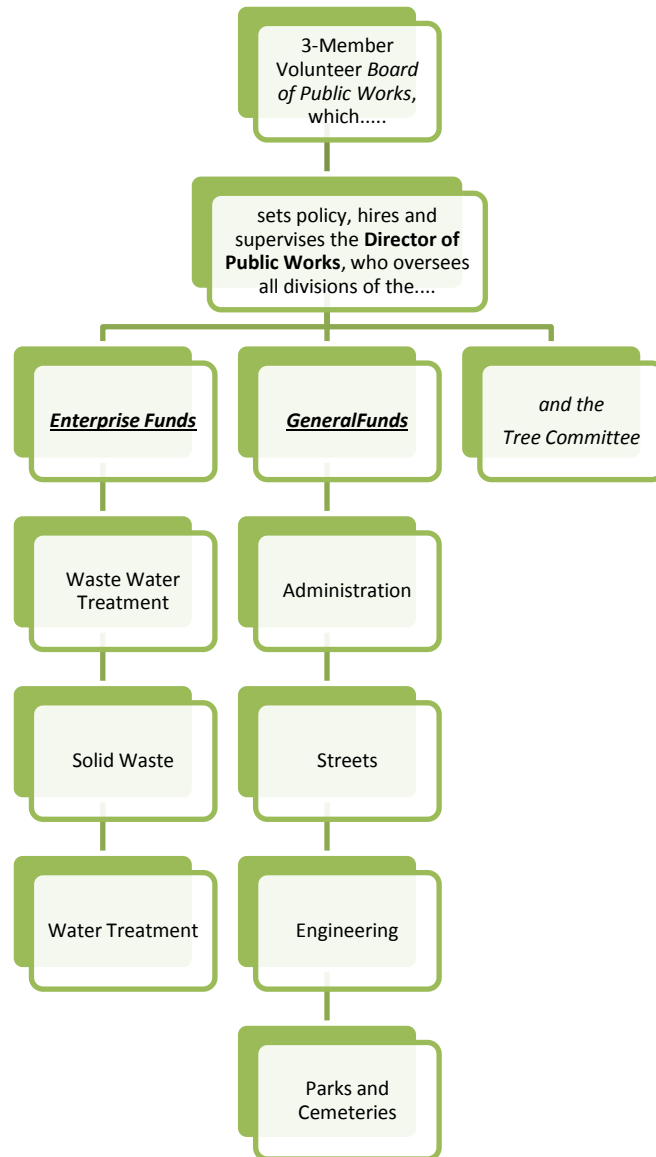 3-Member
Volunteer Board
of Public Works,
which.....
sets policy, hires and
supervises the Director of
Public Works, who oversees
all divisions of the....
Enterprise Funds
Waste Water
Treatment
Solid Waste
Water Treatment
GeneralFunds
Administration
Streets
Engineering
Parks and
Cemeteries
and the
Tree Committee